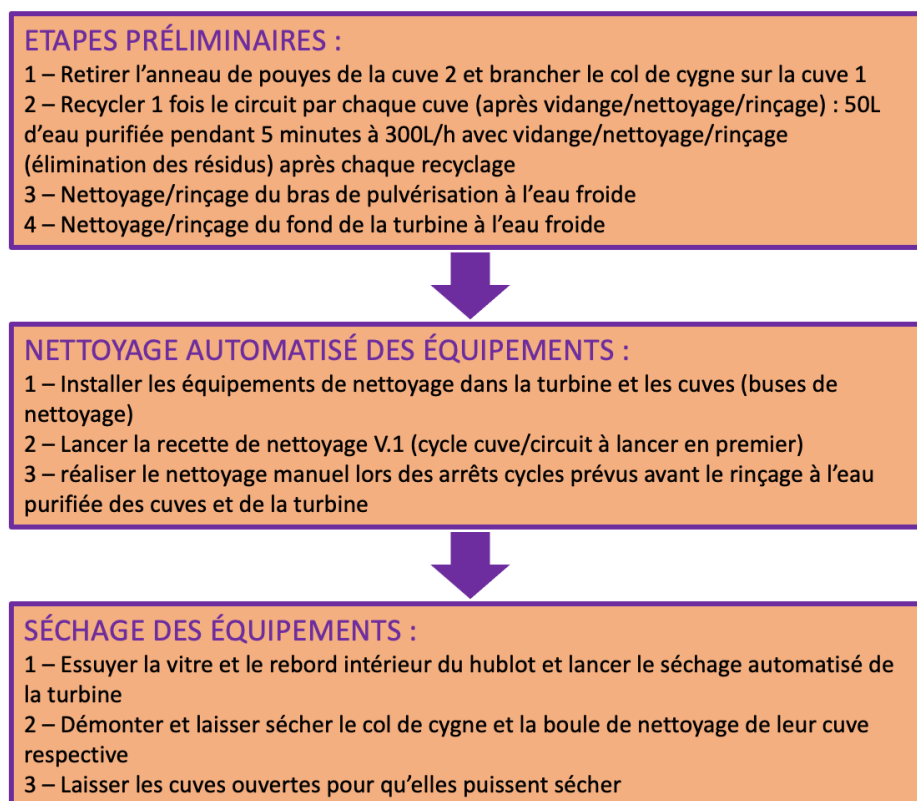 ETAPES PRÉLIMINAIRES :
1 – Retirer l’anneau de pouyes de la cuve 2 et brancher le col de cygne sur la cuve 1
2 – Recycler 1 fois le circuit par chaque cuve (après vidange/nettoyage/rinçage) : 50L
d’eau purifiée pendant 5 minutes à 300L/h avec vidange/nettoyage/rinçage
(élimination des résidus) après chaque recyclage
3 – Nettoyage/rinçage du bras de pulvérisation à l’eau froide
4 – Nettoyage/rinçage du fond de la turbine à l’eau froide
NETTOYAGE AUTOMATISÉ DES ÉQUIPEMENTS :
1 – Installer les équipements de nettoyage dans la turbine et les cuves (buses de
nettoyage)
2 – Lancer la recette de nettoyage V.1 (cycle cuve/circuit à lancer en premier)
3 – réaliser le nettoyage manuel lors des arrêts cycles prévus avant le rinçage à l’eau
purifiée des cuves et de la turbine
SÉCHAGE DES ÉQUIPEMENTS :
1 – Essuyer la vitre et le rebord intérieur du hublot et lancer le séchage automatisé de
la turbine
2 – Démonter et laisser sécher le col de cygne et la boule de nettoyage de leur cuve
respective
3 – Laisser les cuves ouvertes pour qu’elles puissent sécher